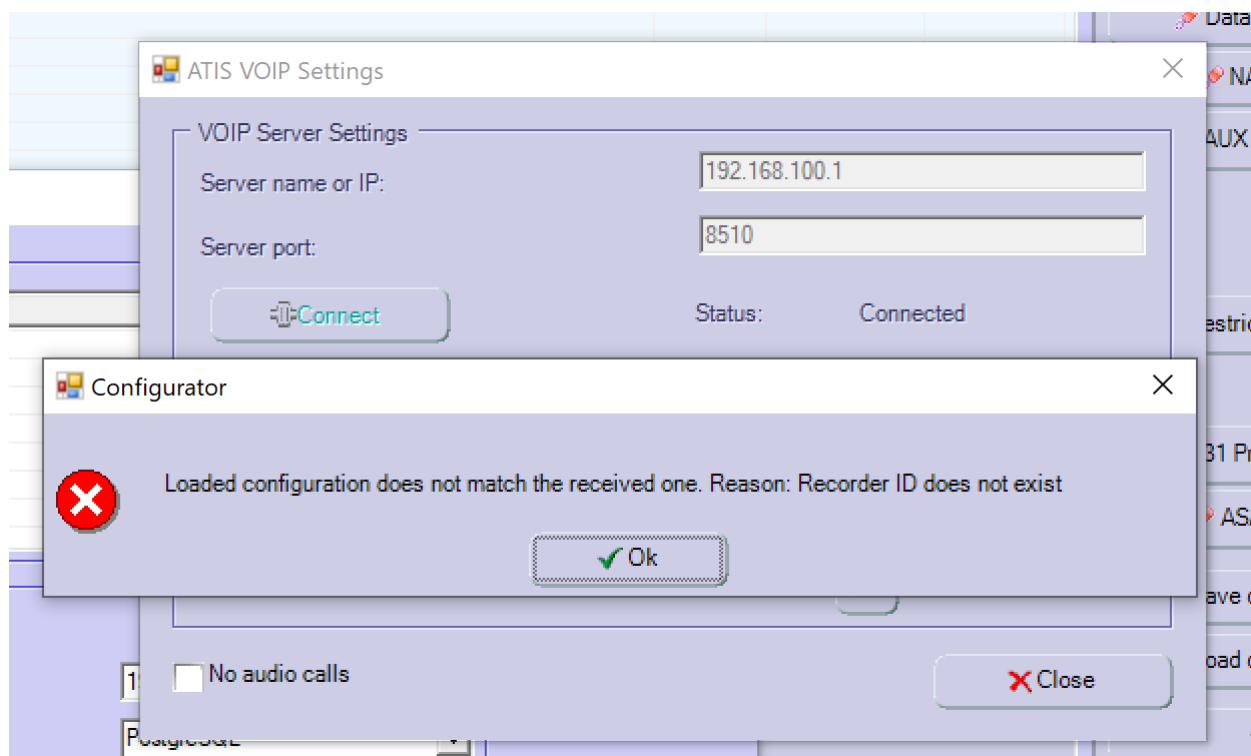 Data
ATIS VOIP Settings
NA
VOIP Server Settings
AUX
Server name or IP:
192.168.100.1
Server port:
8510
Connect
Status:
Connected
estric
Configurator
31 Pr
Loaded configuration does not match the received one. Reason: Recorder ID does not exist
ASA
Ok
ave c
oad c
No audio calls
1
Close
PostgreSQL